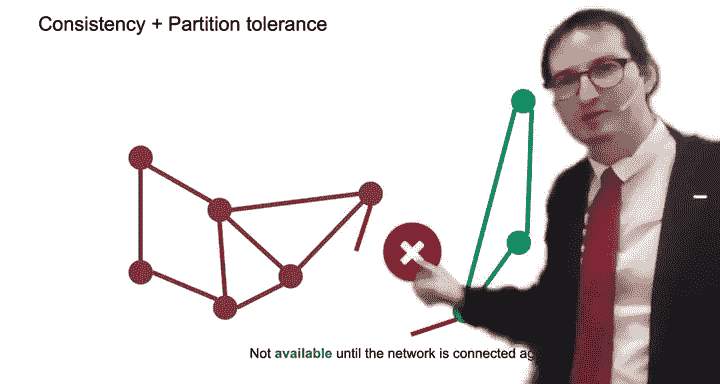 Consistency + Partition tolerance
Not available until the network is connected